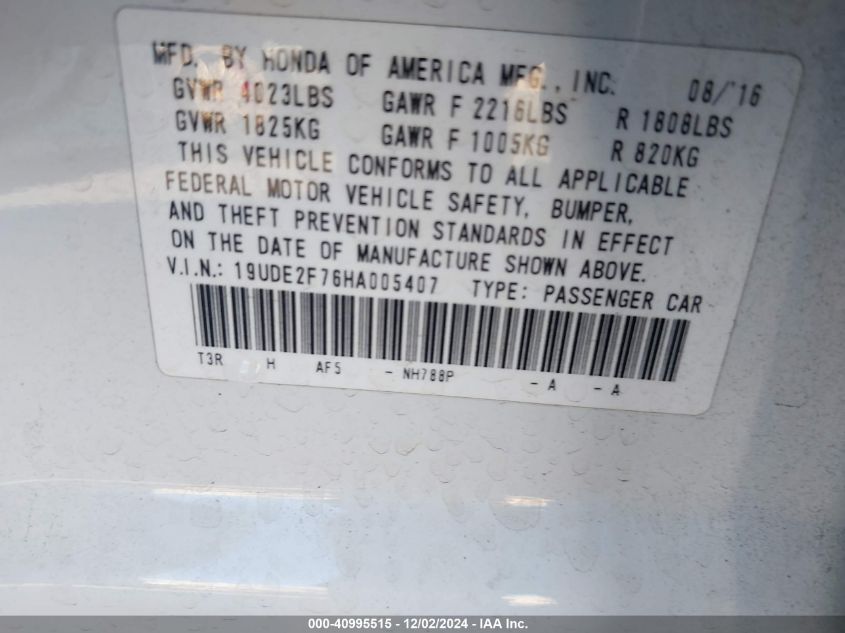 MFD. BY HONDA OF AMERICA MFG., INC. 08/'16
GVWR 4023LBS GAWR F 2216LBS R 1808LBS
GVWR 1825KG GAWR F 1005KG R 820KG
THIS VEHICLE CONFORMS TO ALL APPLICABLE
FEDERAL MOTOR VEHICLE SAFETY, BUMPER,
AND THEFT PREVENTION STANDARDS IN EFFECT
ON THE DATE OF MANUFACTURE SHOWN ABOVE.
V.I.N.: 19UDE2F76HA005407 TYPE: PASSENGER CAR
T3R H AF5 - NH788P - A - A
000-40995515 - 12/02/2024 - IAA Inc.